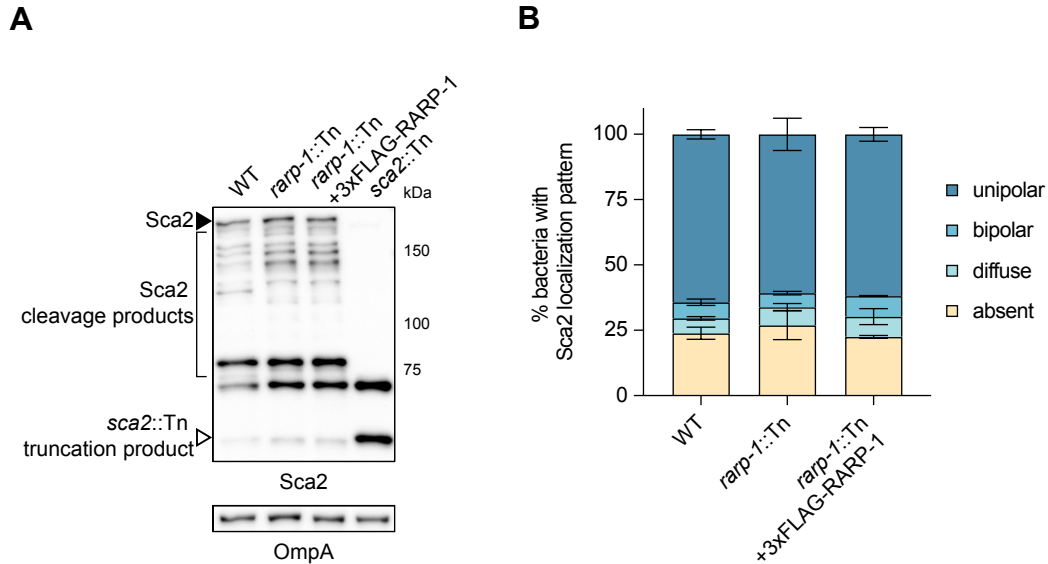 A
WT
rarp-1::Tn
rarp-1::Tn
+3xFLAG-RARP-1
sca2::Tn
kDa
Sca2
150
Sca2
cleavage products
100
75
sca2::Tn
truncation product
Sca2
OmpA
B
% bacteria with
Sca2 localization pattern
100
75
50
25
0
WT
rarp-1::Tn
rarp-1::Tn
+3xFLAG-RARP-1
unipolar
bipolar
diffuse
absent